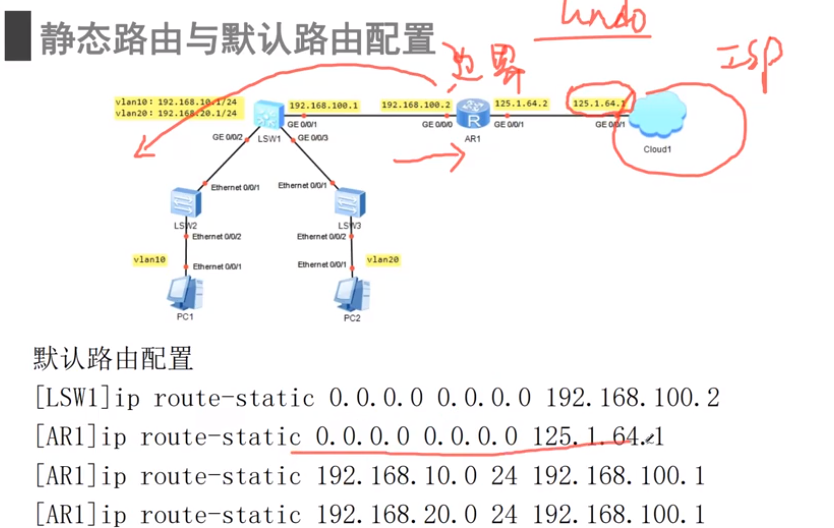 静态路由与默认路由配置
undo
边界
ISP
vlan10：192.168.10.1/24
vlan20：192.168.20.1/24
192.168.100.1
192.168.100.2
125.1.64.2
125.1.64.1
GE 0/0/1
GE 0/0/0
GE 0/0/1
GE 0/0/1
GE 0/0/2
LSW1
GE 0/0/3
AR1
Cloud1
Ethernet 0/0/1
Ethernet 0/0/1
LSW2
LSW3
Ethernet 0/0/2
Ethernet 0/0/2
vlan10
Ethernet 0/0/1
Ethernet 0/0/1
vlan20
PC1
PC2
默认路由配置
[LSW1]ip route-static 0.0.0.0 0.0.0.0 192.168.100.2
[AR1]ip route-static 0.0.0.0 0.0.0.0 125.1.64.1
[AR1]ip route-static 192.168.10.0 24 192.168.100.1
[AR1]ip route-static 192.168.20.0 24 192.168.100.1